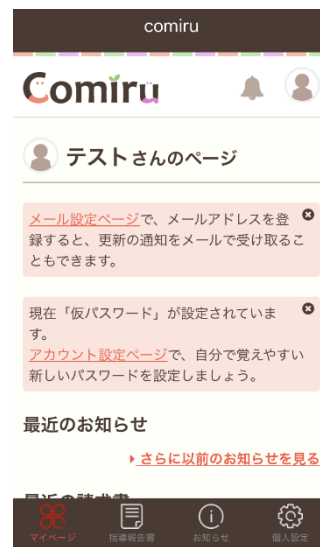 comiru
Comiru
テストさんのページ
メール設定ページで、メールアドレスを登
録すると、更新の通知をメールで受け取るこ
ともできます。
現在「仮パスワード」が設定されていま
す。
アカウント設定ページで、自分で覚えやすい
新しいパスワードを設定しましょう。
最近のお知らせ
さらに以前のお知らせを見る
最近の請求書
マイページ
指導報告書
お知らせ
個人設定